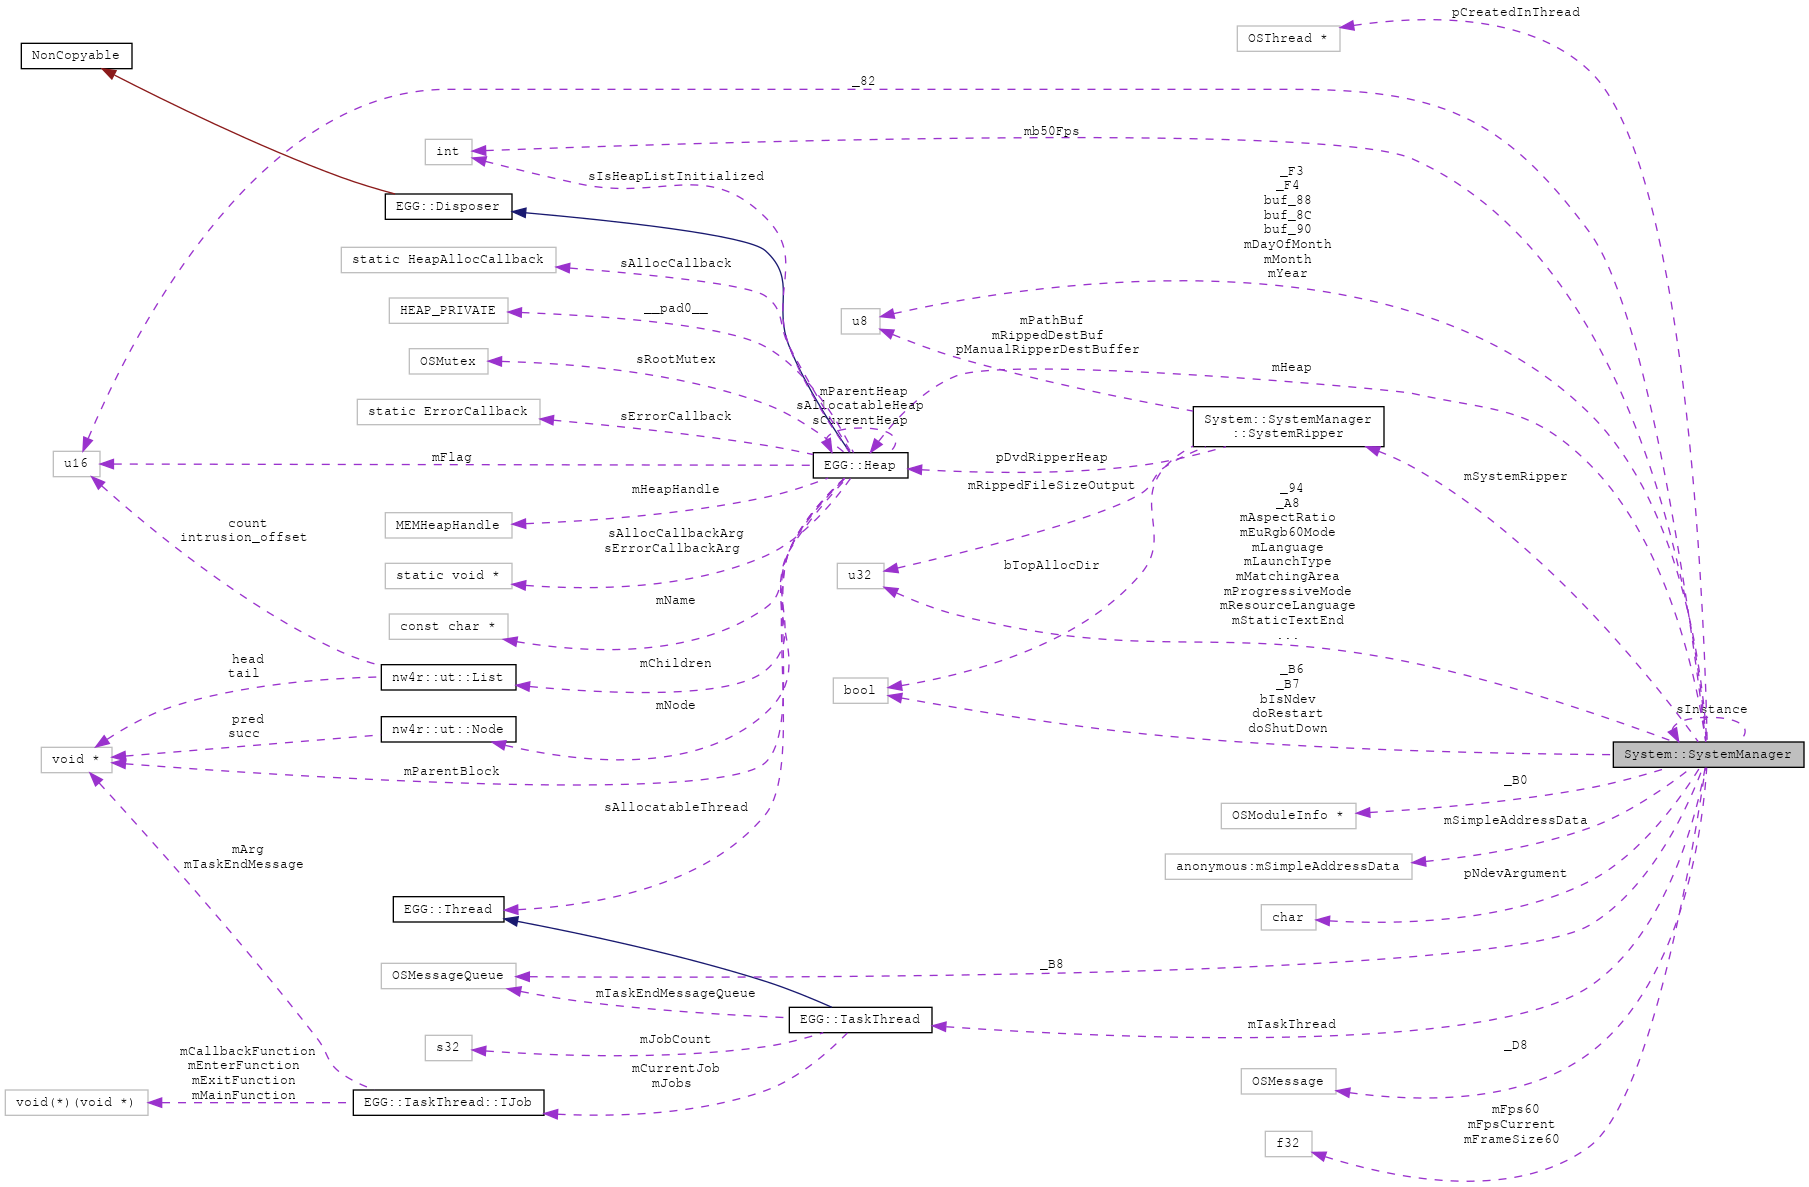 pCreatedInThread
OSThread *
NonCopyable
_82
mb50Fps
int
sIsHeapListInitialized
EGG::Disposer
_F3
_F4
buf_88
buf_8C
buf_90
mDayOfMonth
mMonth
mYear
static HeapAllocCallback
sAllocCallback
HEAP_PRIVATE
__pad0__
u8
mPathBuf
mRippedDestBuf
pManualRipperDestBuffer
OSMutex
sRootMutex
mHeap
mParentHeap
sAllocatableHeap
sCurrentHeap
static ErrorCallback
sErrorCallback
System::SystemManager
::SystemRipper
u16
mFlag
EGG::Heap
pDvdRipperHeap
mSystemRipper
mRippedFileSizeOutput
mHeapHandle
MEMHeapHandle
count
intrusion_offset
sAllocCallbackArg
sErrorCallbackArg
_94
_A8
mAspectRatio
mEuRgb60Mode
mLanguage
mLaunchType
mMatchingArea
mProgressiveMode
mResourceLanguage
mStaticTextEnd
...
static void *
u32
bTopAllocDir
mName
const char *
head
tail
mChildren
nw4r::ut::List
bool
_B6
_B7
bIsNdev
doRestart
doShutDown
sInstance
mNode
pred
succ
nw4r::ut::Node
void *
mParentBlock
System::SystemManager
_B0
OSModuleInfo *
sAllocatableThread
mSimpleAddressData
mArg
mTaskEndMessage
anonymous:mSimpleAddressData
pNdevArgument
EGG::Thread
char
OSMessageQueue
_B8
mTaskEndMessageQueue
EGG::TaskThread
mTaskThread
s32
mJobCount
_D8
mCallbackFunction
mEnterFunction
mExitFunction
mMainFunction
mCurrentJob
mJobs
OSMessage
void(*)(void *)
EGG::TaskThread::TJob
mFps60
mFpsCurrent
mFrameSize60
f32